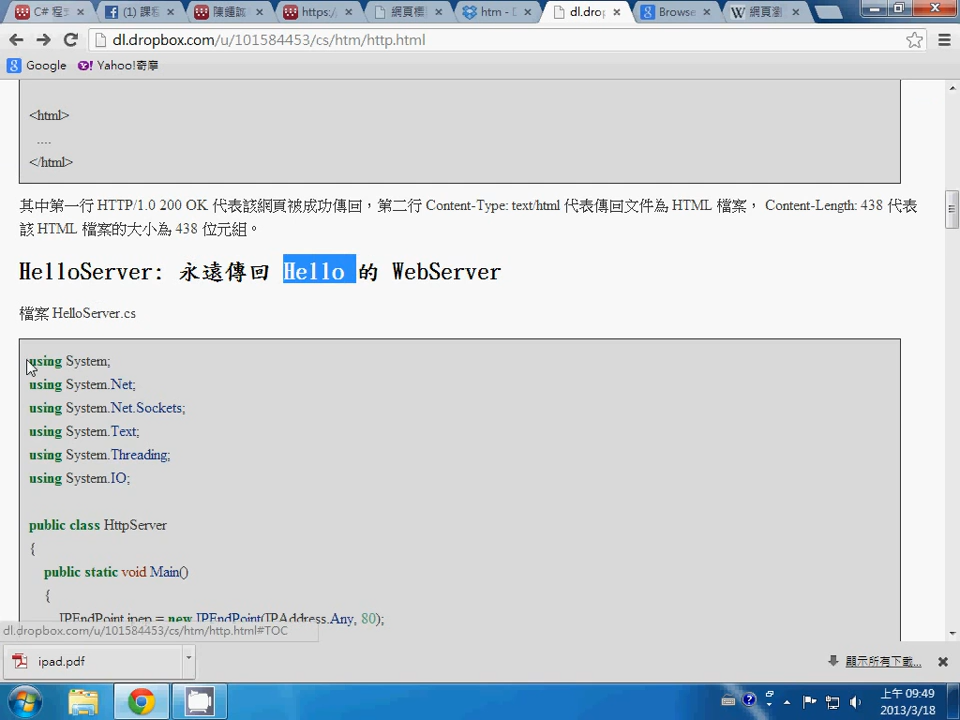 C# 程
(1) 課程
陳鍾誠
https:/
網頁標
htm - D
dl.drop
Browse
網頁瀏
dl.dropbox.com/u/101584453/cs/htm/http.html
Google Yahoo!奇摩
<html>
....
</html>
其中第一行 HTTP/1.0 200 OK 代表該網頁被成功傳回，第二行 Content-Type: text/html 代表傳回文件為 HTML 檔案， Content-Length: 438 代表
該 HTML 檔案的大小為 438 位元組。
HelloServer: 永遠傳回 Hello 的 WebServer
檔案 HelloServer.cs
using System;
using System.Net;
using System.Net.Sockets;
using System.Text;
using System.Threading;
using System.IO;
public class HttpServer
{
public static void Main()
{
IPEndPoint ipep = new IPEndPoint(IPAddress.Any, 80);
dl.dropbox.com/u/101584453/cs/htm/http.html#TOC
ipad.pdf
顯示所有下載...
上午 09:49
2013/3/18